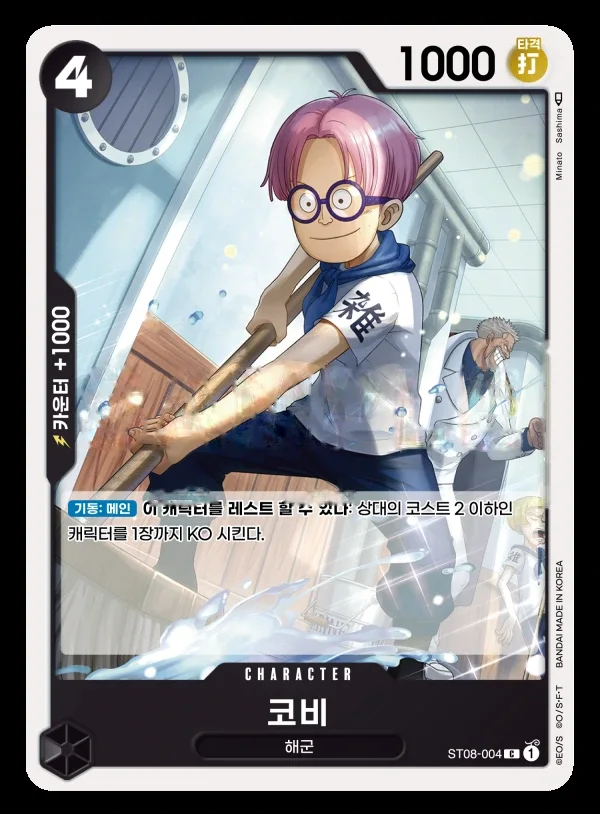 4
1000
타격
打
Minato Sashima
카운터 +1000
雑
기동: 메인 이 캐릭터를 레스트 할 수 있다: 상대의 코스트 2 이하인
캐릭터를 1장까지 KO 시킨다.
BANDAI MADE IN KOREA
©EO/S ©O/S·F·T
CHARACTER
코비
해군
ST08-004 C 1